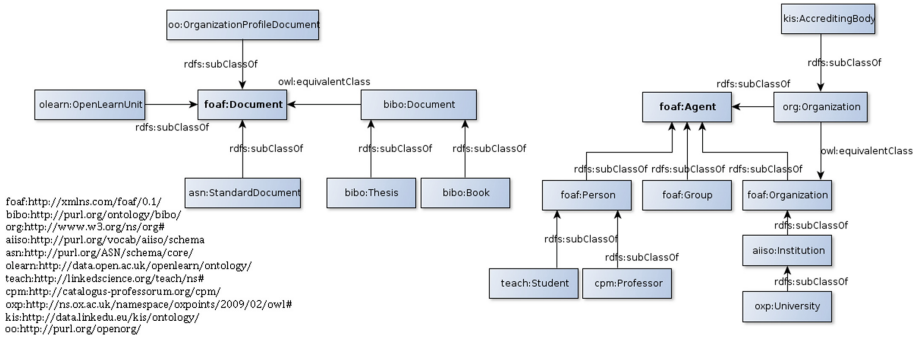 oo:OrganizationProfileDocument
kis:AccreditingBody
rdfs:subClassOf
rdfs:subClassOf
owl:equivalentClass
rdfs:subClassOf
olearn:OpenLearnUnit
foaf:Document
bibo:Document
foaf:Agent
org:Organization
rdfs:subClassOf
rdfs:subClassOf
rdfs:subClassOf
owl:equivalentClass
rdfs:subClassOf
rdfs:subClassOf
rdfs:subClassOf
rdfs:subClassOf
asn:StandardDocument
bibo:Thesis
bibo:Book
foaf:Person
foaf:Group
foaf:Organization
rdfs:subClassOf
rdfs:subClassOf
rdfs:subClassOf
aiiso:Institution
teach:Student
cpm:Professor
rdfs:subClassOf
oxp:University
foaf:http://xmlns.com/foaf/0.1/
bibo:http://purl.org/ontology/bibo/
org:http://www.w3.org/ns/org#
aiiso:http://purl.org/vocab/aiiso/schema
asn:http://purl.org/ASN/schema/core/
olearn:http://data.open.ac.uk/openlearn/ontology/
teach:http://linkedscience.org/teach/ns#
cpm:http://catalogus-professorum.org/cpm/
oxp:http://ns.ox.ac.uk/namespace/oxpoints/2009/02/owl#
kis:http://data.linkedu.eu/kis/ontology/
oo:http://purl.org/openorg/